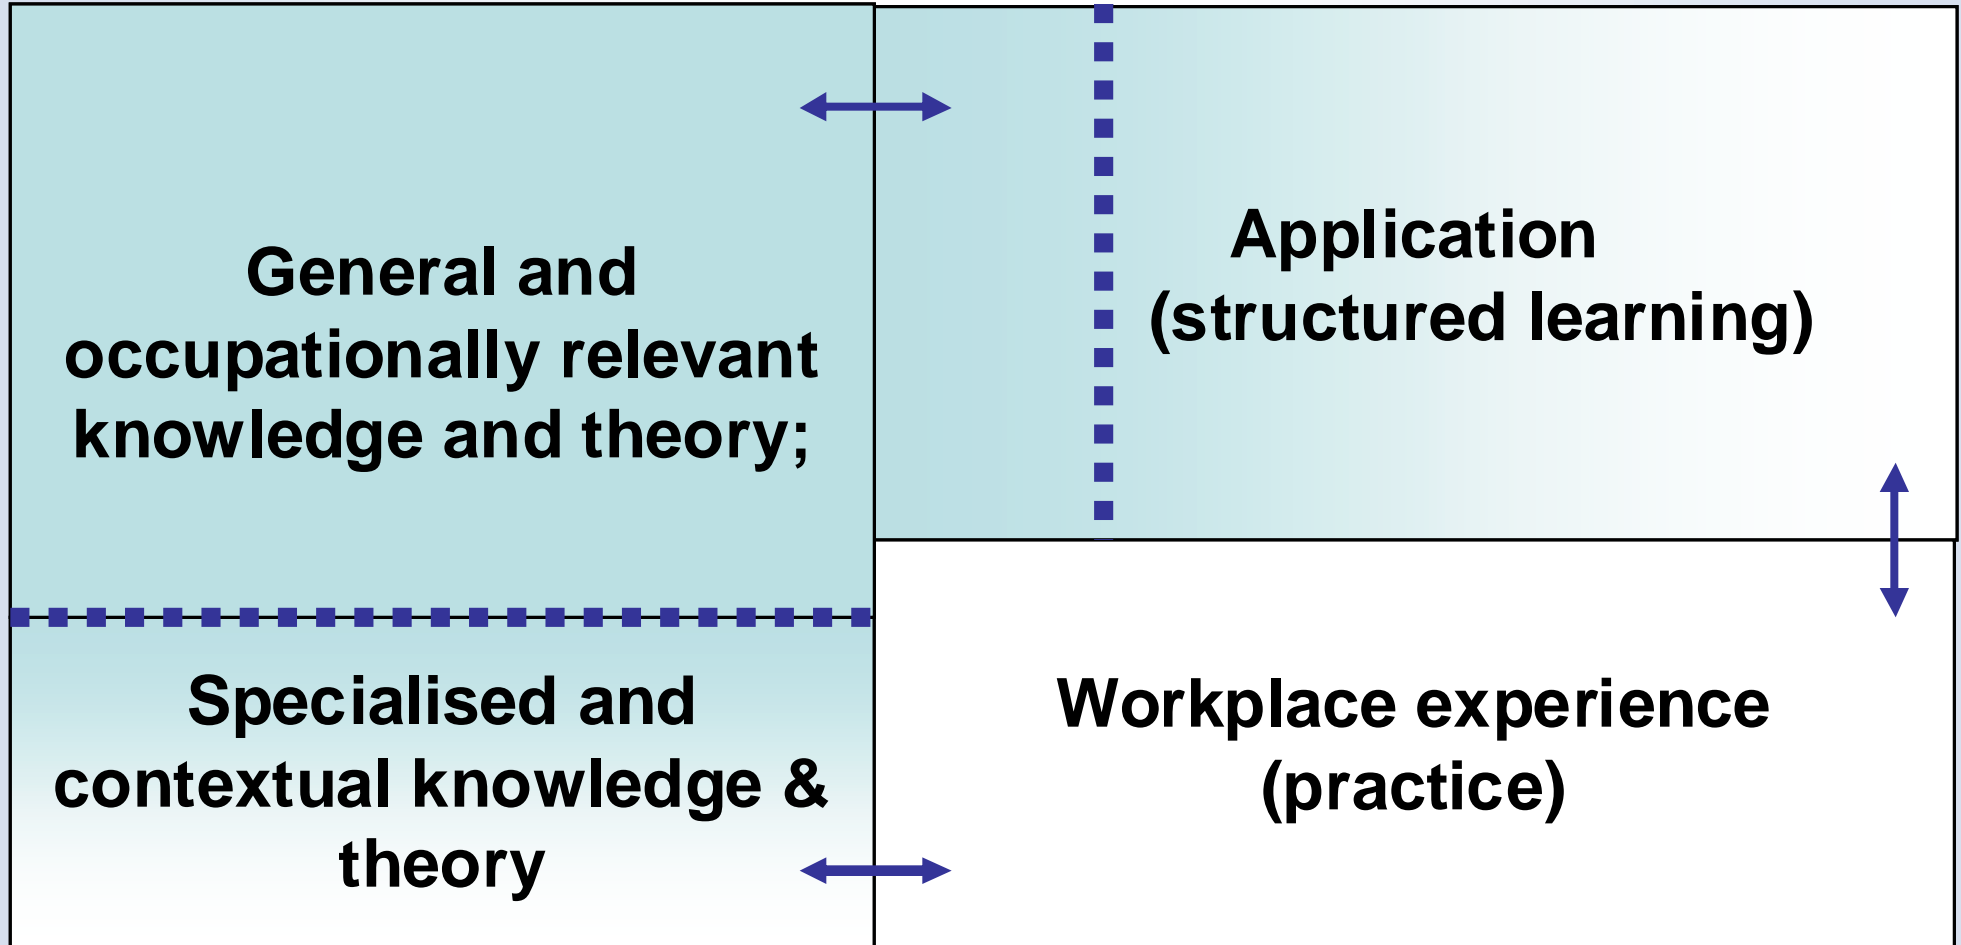 General and
occupationally relevant
knowledge and theory;
Application
(structured learning)
Specialised and
contextual knowledge &
theory
Workplace experience
(practice)